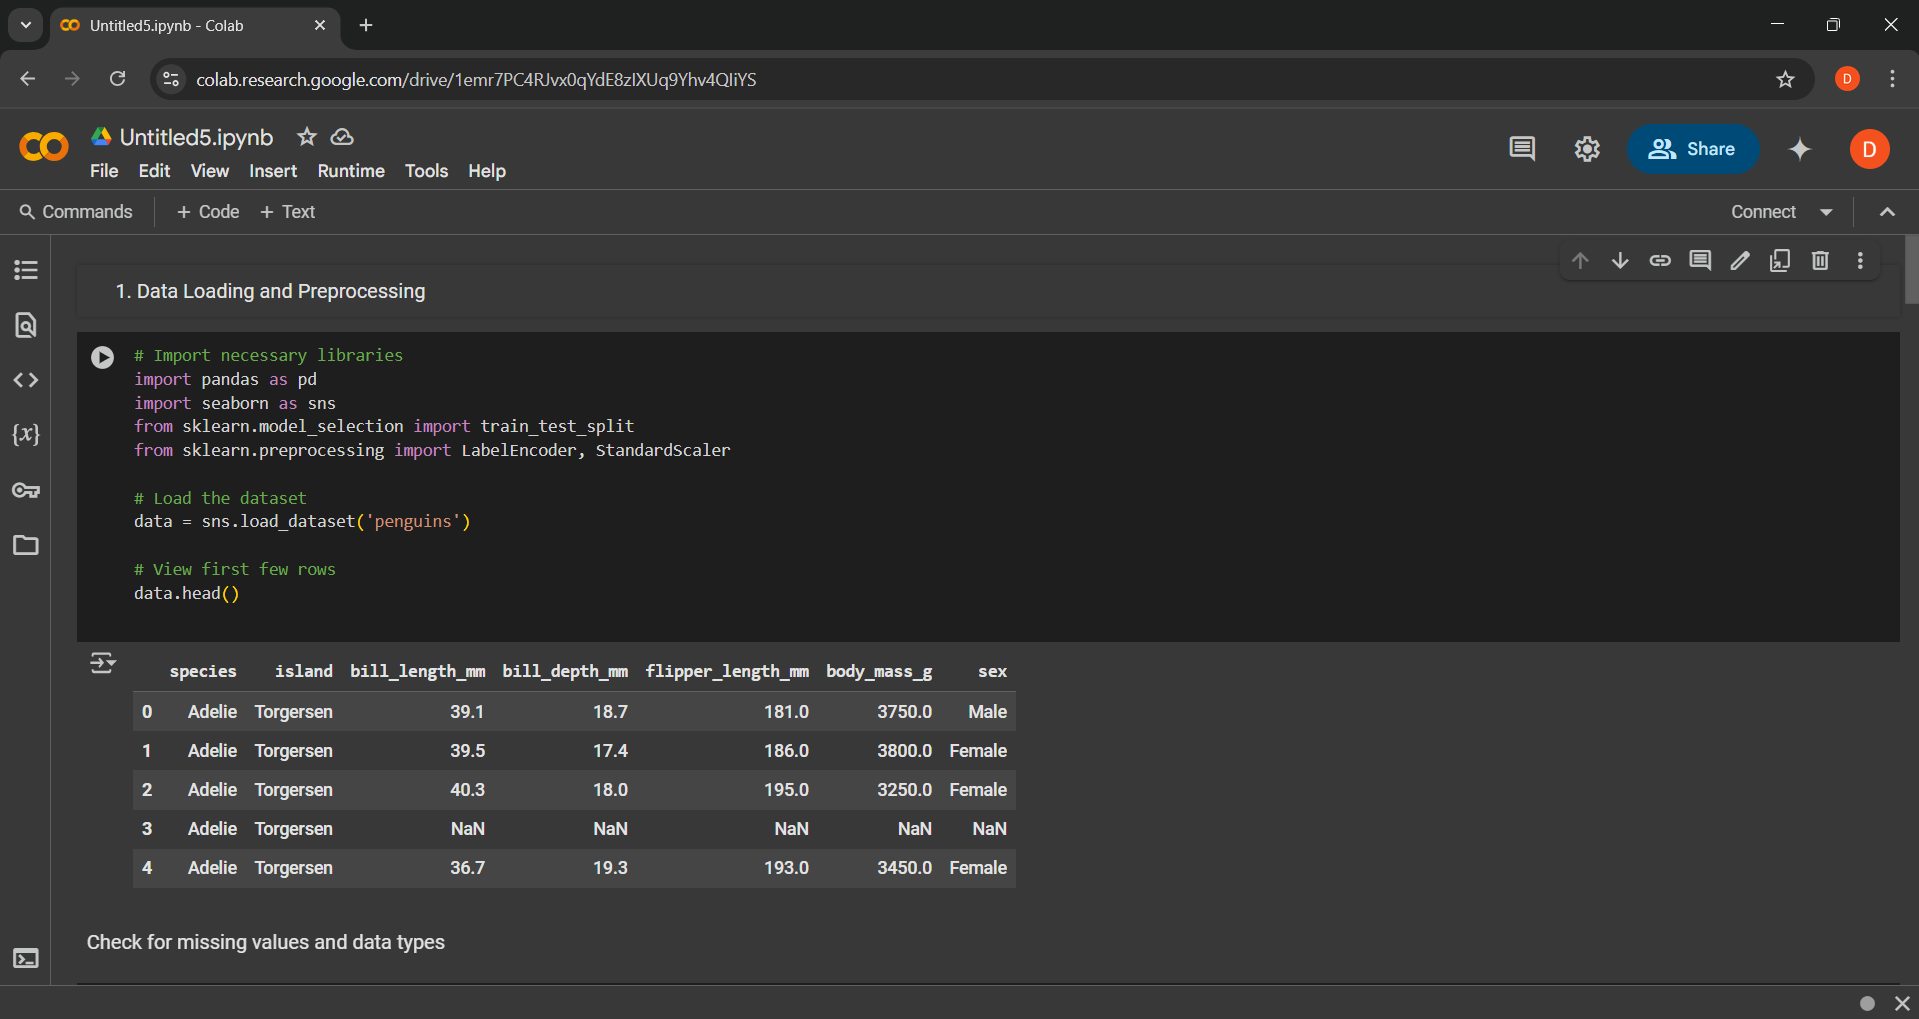 Untitled5.ipynb - Colab
colab.research.google.com/drive/1emr7PC4RJvx0qYdE8zIXUq9Yhv4QIiYS
D
Untitled5.ipynb
File Edit View Insert Runtime Tools Help
Share
D
Commands + Code + Text
Connect
1. Data Loading and Preprocessing
# Import necessary libraries
import pandas as pd
import seaborn as sns
from sklearn.model_selection import train_test_split
from sklearn.preprocessing import LabelEncoder, StandardScaler
# Load the dataset
data = sns.load_dataset('penguins')
# View first few rows
data.head()
species island bill_length_mm bill_depth_mm flipper_length_mm body_mass_g sex
0 Adelie Torgersen 39.1 18.7 181.0 3750.0 Male
1 Adelie Torgersen 39.5 17.4 186.0 3800.0 Female
2 Adelie Torgersen 40.3 18.0 195.0 3250.0 Female
3 Adelie Torgersen NaN NaN NaN NaN NaN
4 Adelie Torgersen 36.7 19.3 193.0 3450.0 Female
Check for missing values and data types